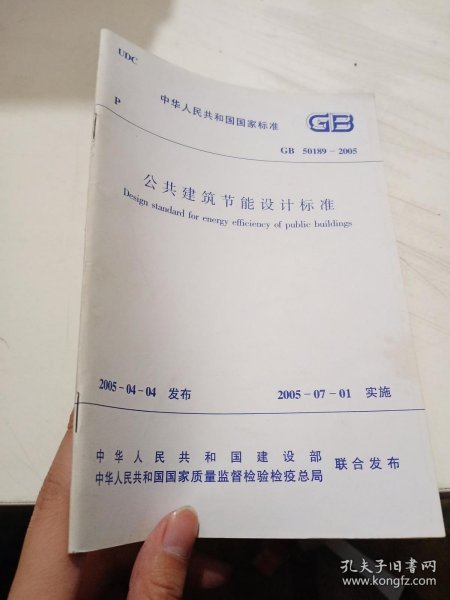 UDC
中华人民共和国国家标准
GB
P
GB 50189-2005
公共建筑节能设计标准
Design standard for energy efficiency of public buildings
2005-04-04 发布
2005-07-01 实施
中华人民共和国建设部
中华人民共和国国家质量监督检验检疫总局
联合发布
孔夫子旧书网
www.kongfz.com